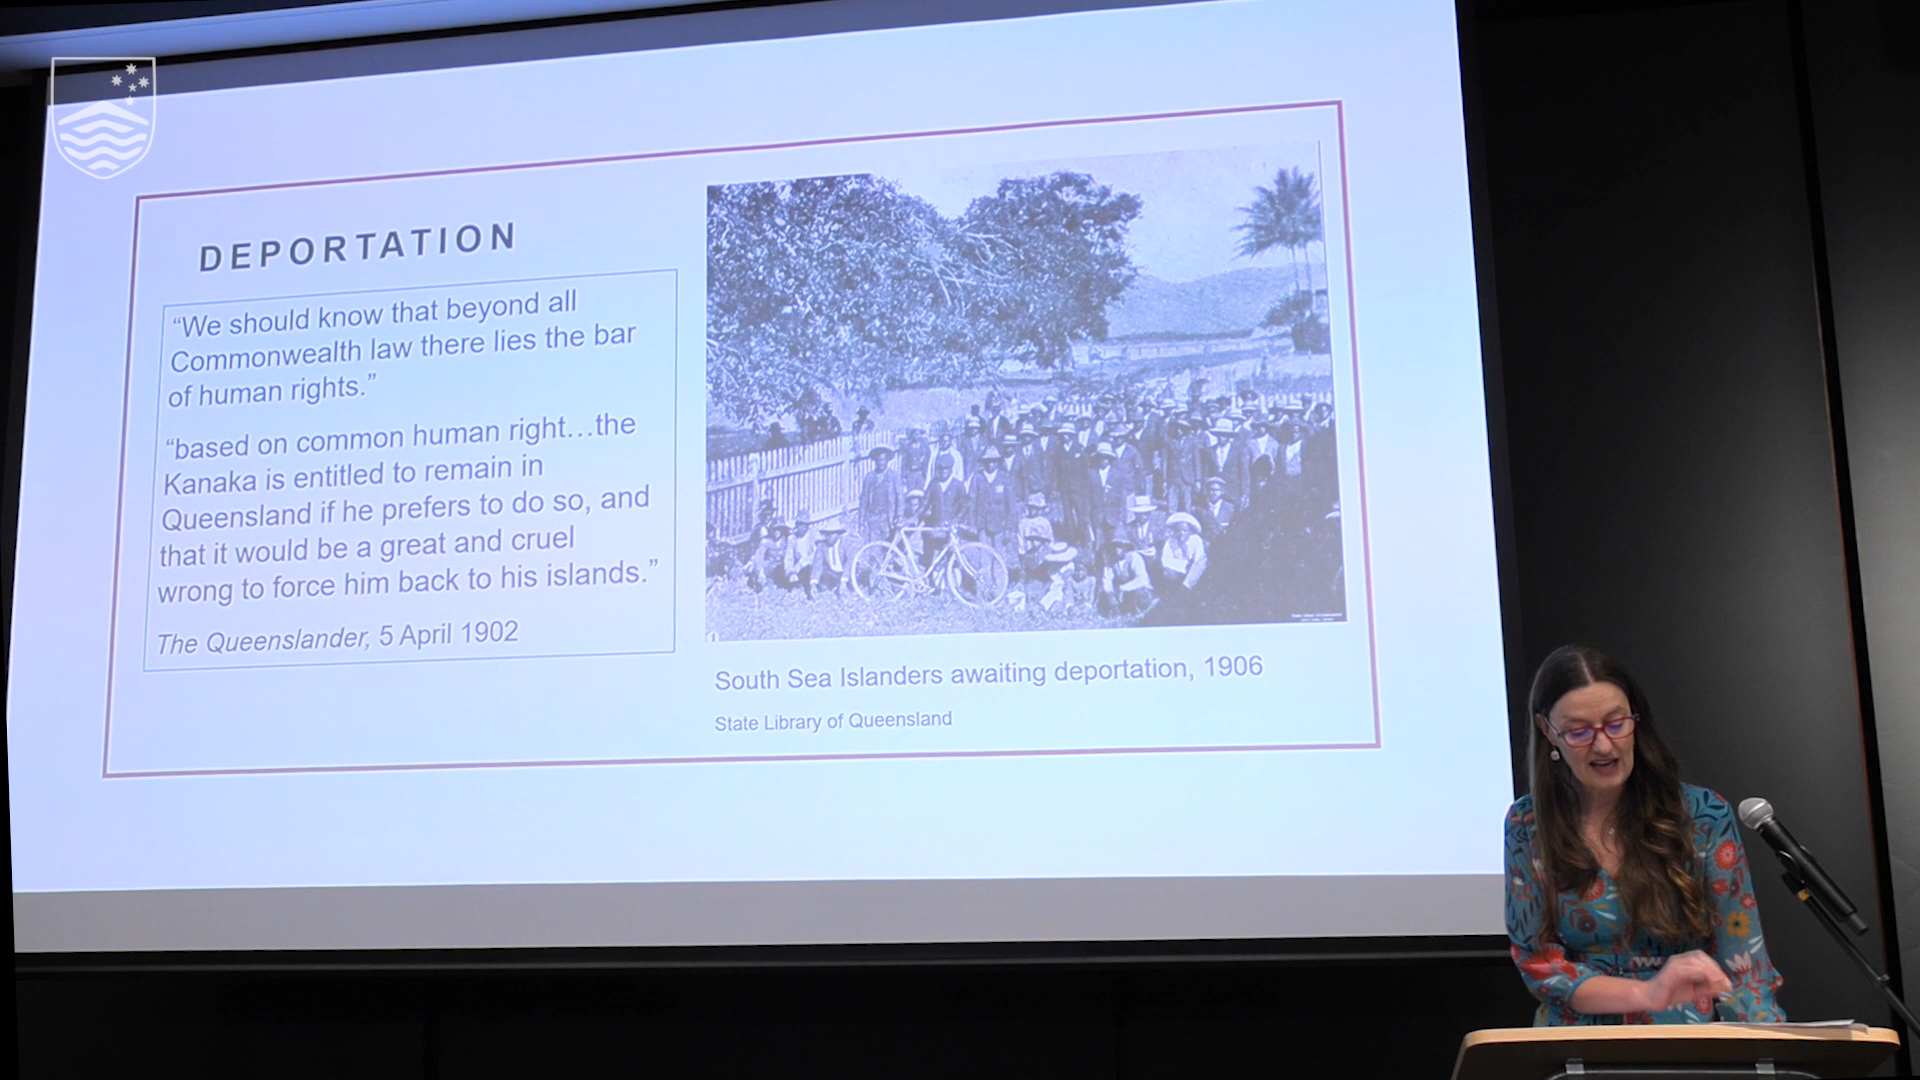 DEPORTATION
“We should know that beyond all
Commonwealth law there lies the bar
of human rights.”
“based on common human right…the
Kanaka is entitled to remain in
Queensland if he prefers to do so, and
that it would be a great and cruel
wrong to force him back to his islands.”
The Queenslander, 5 April 1902
South Sea Islanders awaiting deportation, 1906
State Library of Queensland